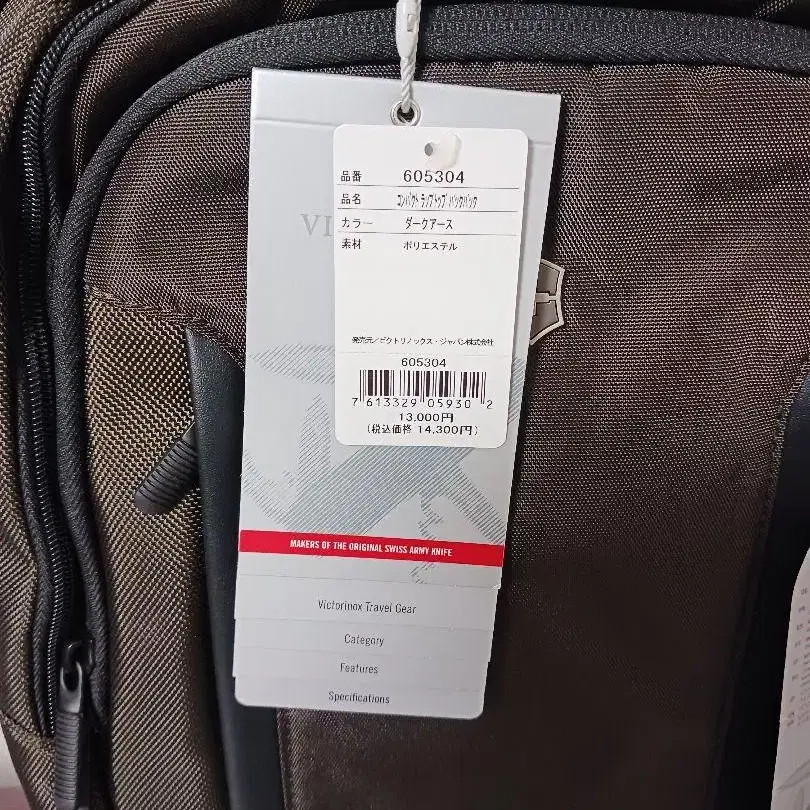 品番 605304
品名 ｺﾝﾊﾟｸﾄ ﾗｯﾌﾟﾄｯﾌﾟ ﾊﾞｯｸﾊﾟｯｸ
カラー ダークアース
素材 ポリエステル
VI
発売元／ビクトリノックス・ジャパン株式会社
605304
7 613329 05930 2
13,000円
(税込価格 14,300円)
MAKERS OF THE ORIGINAL SWISS ARMY KNIFE
Victorinox Travel Gear
Category
Features
Specifications